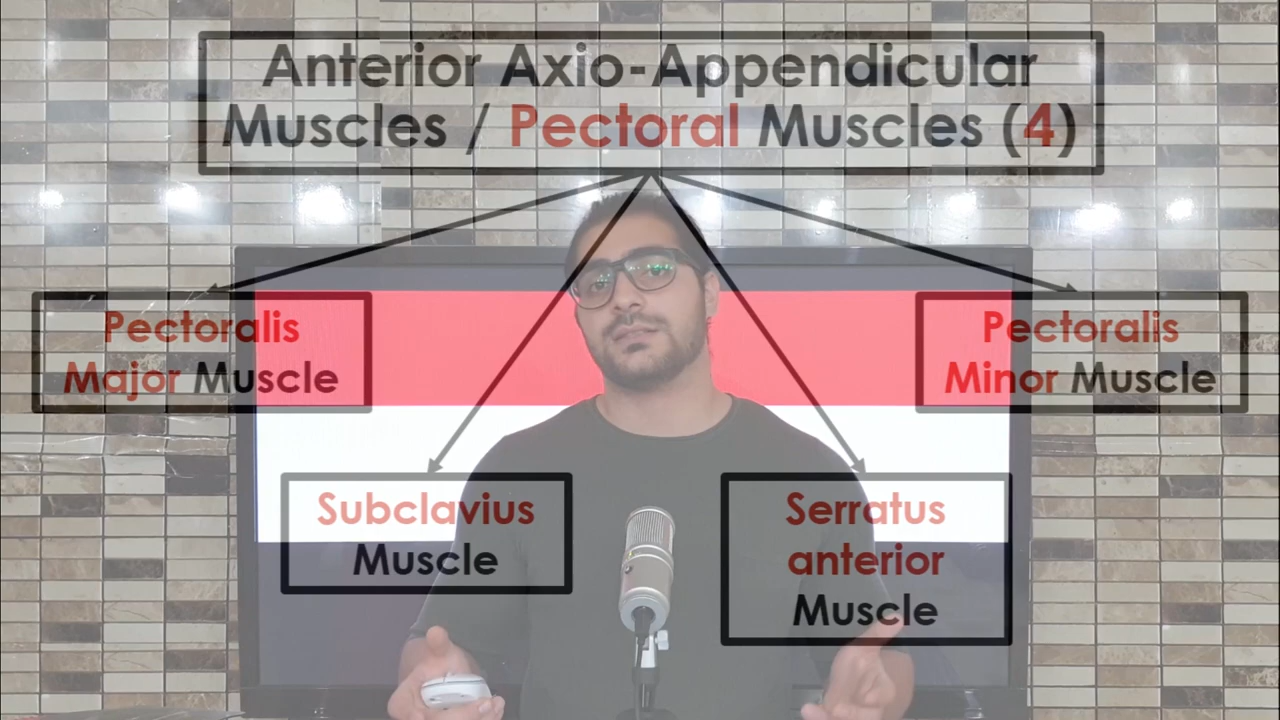 Anterior Axio-Appendicular
Muscles / Pectoral Muscles (4)
Pectoralis
Major Muscle
Pectoralis
Minor Muscle
Subclavius
Muscle
Serratus
anterior
Muscle